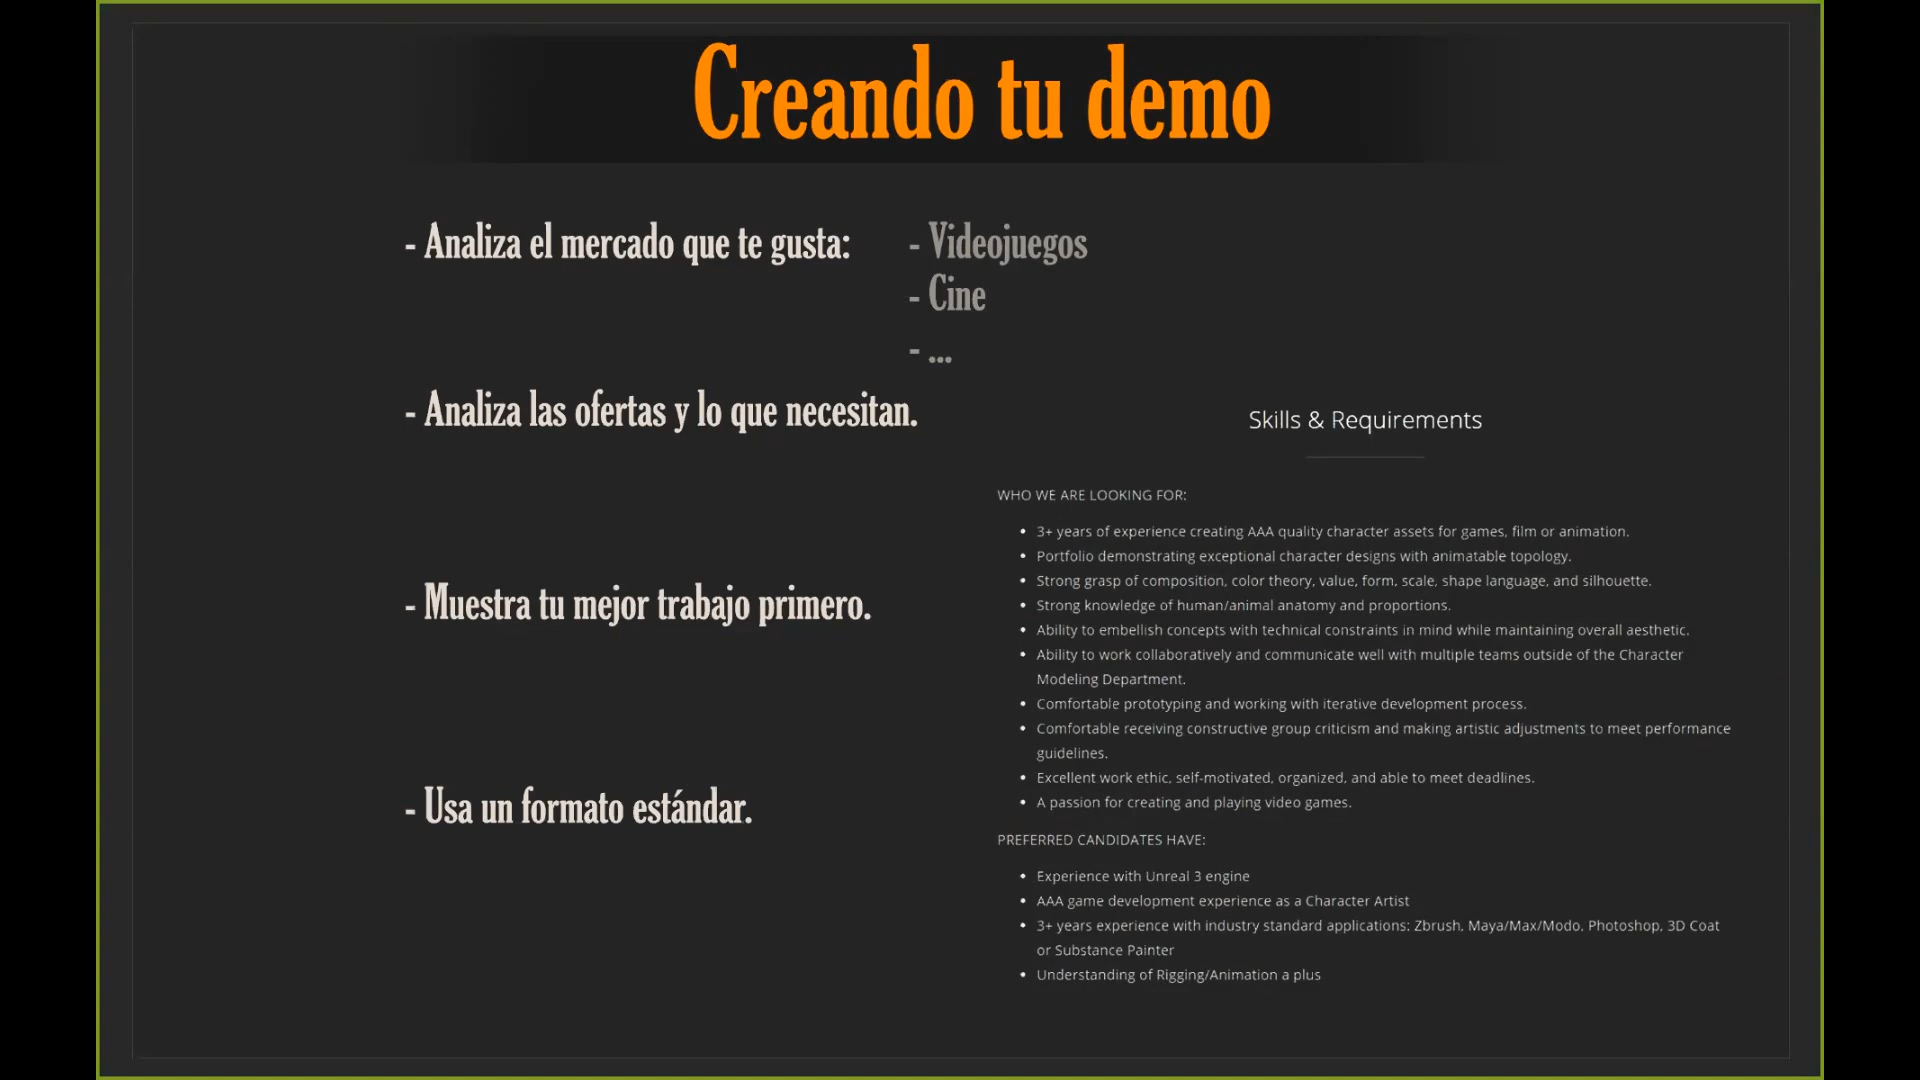 Creando tu demo
- Analiza el mercado que te gusta:
- Videojuegos
- Cine
- ...
- Analiza las ofertas y lo que necesitan.
- Muestra tu mejor trabajo primero.
- Usa un formato estándar.
Skills & Requirements
WHO WE ARE LOOKING FOR:
• 3+ years of experience creating AAA quality character assets for games, film or animation.
• Portfolio demonstrating exceptional character designs with animatable topology.
• Strong grasp of composition, color theory, value, form, scale, shape language, and silhouette.
• Strong knowledge of human/animal anatomy and proportions.
• Ability to embellish concepts with technical constraints in mind while maintaining overall aesthetic.
• Ability to work collaboratively and communicate well with multiple teams outside of the Character
Modeling Department.
• Comfortable prototyping and working with iterative development process.
• Comfortable receiving constructive group criticism and making artistic adjustments to meet performance
guidelines.
• Excellent work ethic, self-motivated, organized, and able to meet deadlines.
• A passion for creating and playing video games.
PREFERRED CANDIDATES HAVE:
• Experience with Unreal 3 engine
• AAA game development experience as a Character Artist
• 3+ years experience with industry standard applications: Zbrush, Maya/Max/Modo, Photoshop, 3D Coat
or Substance Painter
• Understanding of Rigging/Animation a plus